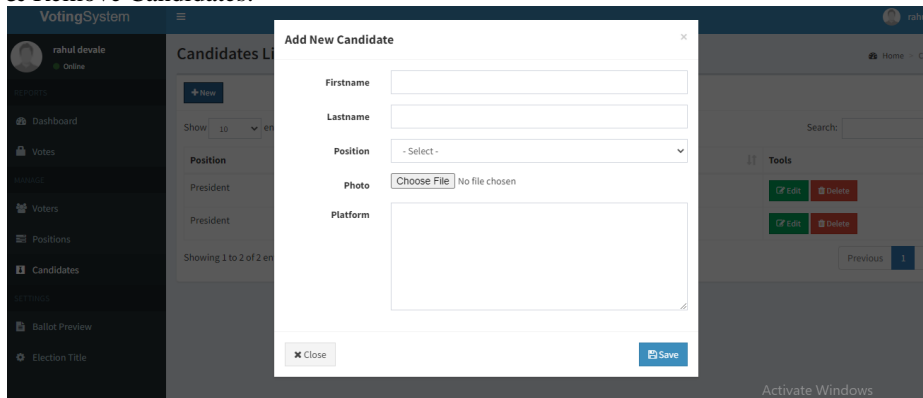 VotingSystem
rahul devale
Online
REPORTS
Dashboard
Votes
MANAGE
Voters
Positions
Candidates
SETTINGS
Ballot Preview
Election Title
Candidates Li
Home
+ New
Show 10 en
Search:
Position
Tools
President
Edit Delete
President
Edit Delete
Showing 1 to 2 of 2 en
Previous 1
Add New Candidate ×
Firstname
Lastname
Position - Select -
Photo Choose File No file chosen
Platform
Close Save
Activate Windows